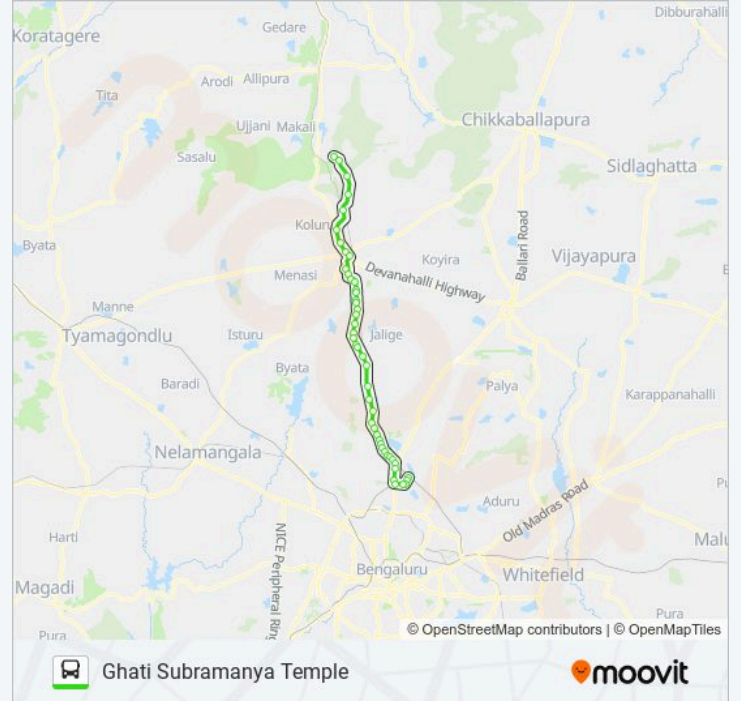 Dibburahalli
Gedare
Koratagere
Arodi Allipura
Tita
Chikkaballapura
Ujjani Makali
Sasalu
Sidlaghatta
Kolun
Ballari Road
Byata
Koyira
Vijayapura
Menasi
Devanahalli Highway
Manne
Tyamagondlu
Isturu
Jalige
Byata
Baradi
Palya
Karappanahalli
Nelamangala
Aduru
Old Madras Road
Harti
NICE Peripheral Ring
Malu
Bengaluru
Whitefield
Magadi
Pura
Pura
© OpenStreetMap contributors | © OpenMapTiles
Ghati Subramanya Temple
moovit